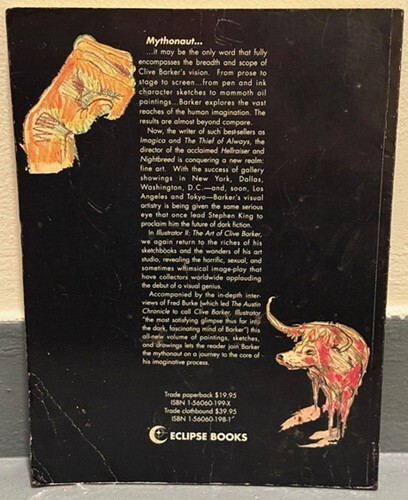 Mythonaut...
...it may be the only word that fully
encompasses the breadth and scope of
Clive Barker's vision. From prose to
stage to screen...from pen and ink
character sketches to mammoth oil
paintings...Barker explores the vast
reaches of the human imagination. The
results are almost beyond compare.
Now, the writer of such best-sellers as
Imagica and The Thief of Always, the
director of the acclaimed Hellraiser and
Nightbreed is conquering a new realm:
fine art. With the success of gallery
showings in New York, Dallas,
Washington, D.C.—and, soon, Los
Angeles and Tokyo—Barker's visual
artistry is being given the same serious
eye that once lead Stephen King to
proclaim him the future of dark fiction.
In Illustrator II: The Art of Clive Barker,
we again return to the riches of his
sketchbooks and the wonders of his art
studio, revealing the horrific, sexual, and
sometimes whimsical image-play that
have collectors worldwide applauding
the debut of a visual genius.
Accompanied by the in-depth inter-
views of Fred Burke (which led The Austin
Chronicle to call Clive Barker, Illustrator
"the most satisfying glimpse thus far into
the dark, fascinating mind of Barker") this
all-new volume of paintings, sketches,
and drawings lets the reader join Barker
the mythonaut on a journey to the core of
his imaginative process.
Trade paperback $19.95
ISBN 1-56060-199-X
Trade clothbound $39.95
ISBN 1-56060-198-1
ECLIPSE BOOKS